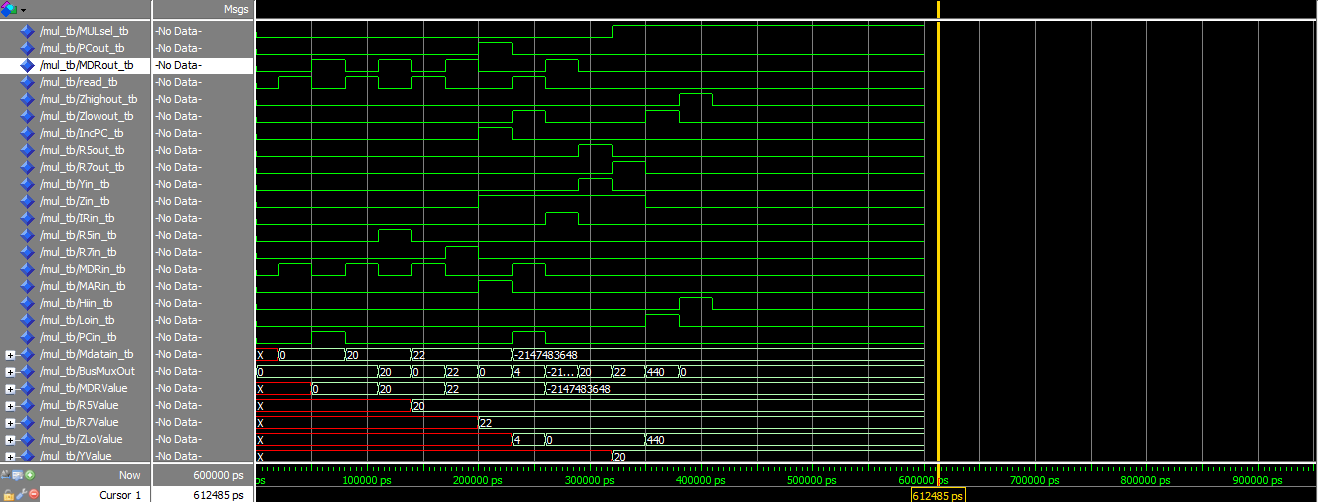 Msgs
/mul_tb/MULsel_tb -No Data-
/mul_tb/PCout_tb -No Data-
/mul_tb/MDRout_tb -No Data-
/mul_tb/read_tb -No Data-
/mul_tb/Zhighout_tb -No Data-
/mul_tb/Zlowout_tb -No Data-
/mul_tb/IncPC_tb -No Data-
/mul_tb/R5out_tb -No Data-
/mul_tb/R7out_tb -No Data-
/mul_tb/Yin_tb -No Data-
/mul_tb/Zin_tb -No Data-
/mul_tb/IRin_tb -No Data-
/mul_tb/R5in_tb -No Data-
/mul_tb/R7in_tb -No Data-
/mul_tb/MDRin_tb -No Data-
/mul_tb/MARin_tb -No Data-
/mul_tb/Hiin_tb -No Data-
/mul_tb/Loin_tb -No Data-
/mul_tb/PCin_tb -No Data-
/mul_tb/Mdatain_tb -No Data- X 0 20 22 -2147483648
/mul_tb/BusMuxOut -No Data- 0 20 0 22 0 4 -21... 20 22 440 0
/mul_tb/MDRValue -No Data- X 0 20 22 -2147483648
/mul_tb/R5Value -No Data- X 20
/mul_tb/R7Value -No Data- X 22
/mul_tb/ZLoValue -No Data- X 4 0 440
/mul_tb/YValue -No Data- X 20
Now 600000 ps ps 100000 ps 200000 ps 300000 ps 400000 ps 500000 ps 600000 ps 700000 ps 800000 ps 900000 ps
Cursor 1 612485 ps 612485 ps